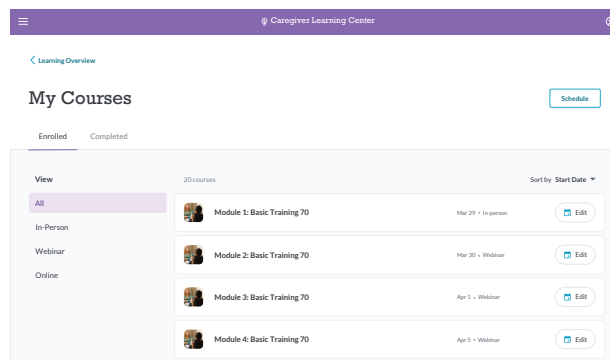 Caregiver Learning Center
Learning Overview
My Courses
Schedule
Enrolled Completed
View 20 courses Sort by Start Date
All
Module 1: Basic Training 70 Mar 29 • In-person Edit
In-Person
Webinar
Module 2: Basic Training 70 Mar 30 • Webinar Edit
Online
Module 3: Basic Training 70 Apr 1 • Webinar Edit
Module 4: Basic Training 70 Apr 5 • Webinar Edit